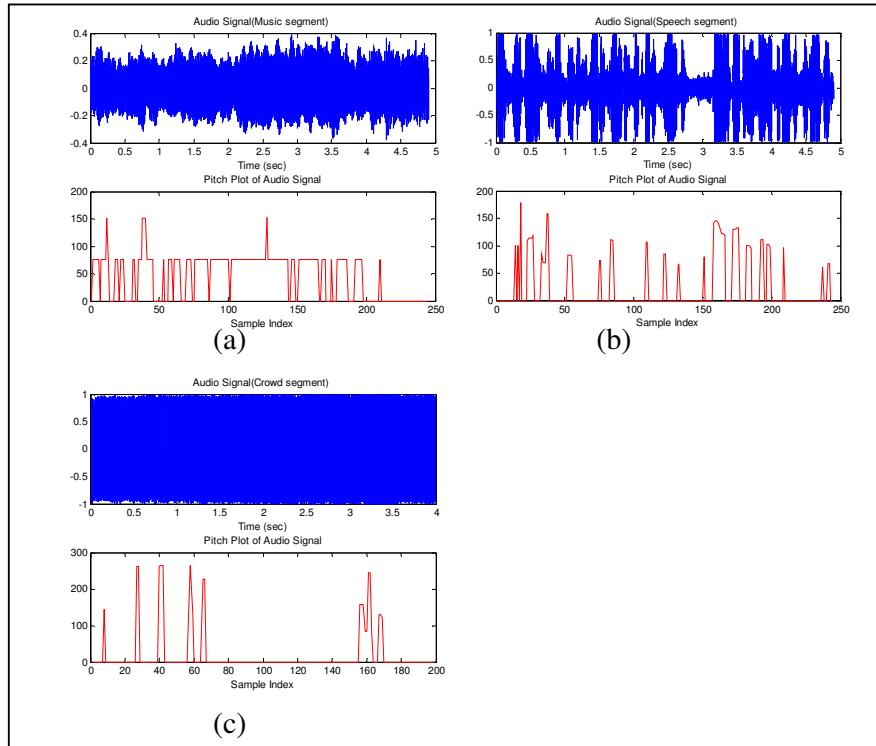 Audio Signal(Music segment)
0.4
0.2
0
-0.2
-0.4
0 0.5 1 1.5 2 2.5 3 3.5 4 4.5 5
Time (sec)
Pitch Plot of Audio Signal
200
150
100
50
0
0 50 100 150 200 250
Sample Index
(a)
Audio Signal(Speech segment)
1
0.5
0
-0.5
-1
0 0.5 1 1.5 2 2.5 3 3.5 4 4.5 5
Time (sec)
Pitch Plot of Audio Signal
200
150
100
50
0
0 50 100 150 200 250
Sample Index
(b)
Audio Signal(Crowd segment)
1
0.5
0
-0.5
-1
0 0.5 1 1.5 2 2.5 3 3.5 4
Time (sec)
Pitch Plot of Audio Signal
300
200
100
0
0 20 40 60 80 100 120 140 160 180 200
Sample Index
(c)